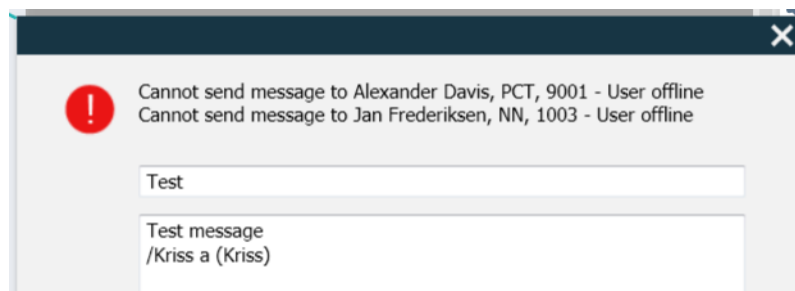 Cannot send message to Alexander Davis, PCT, 9001 - User offline
Cannot send message to Jan Frederiksen, NN, 1003 - User offline
Test
Test message
/Kriss a (Kriss)